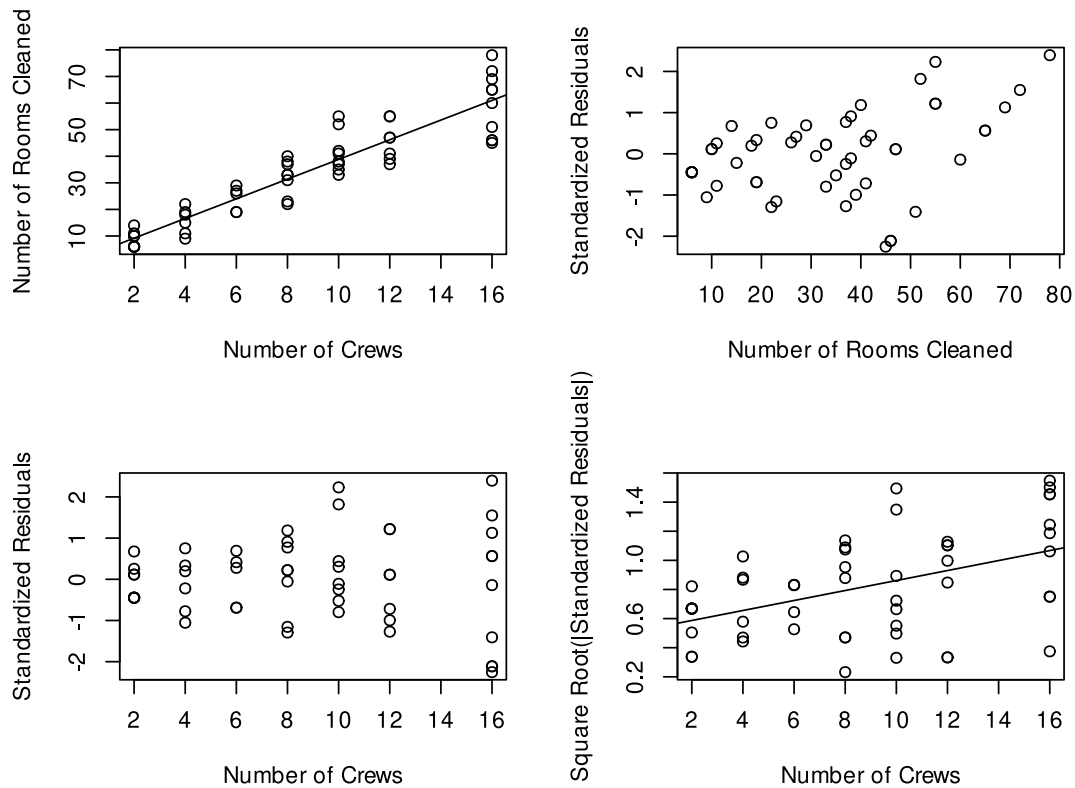 Number of Rooms Cleaned
70
50
30
10
2 4 6 8 10 12 14 16
Number of Crews
Standardized Residuals
2
1
0
-1
-2
10 20 30 40 50 60 70 80
Number of Rooms Cleaned
Standardized Residuals
2
1
0
-1
-2
2 4 6 8 10 12 14 16
Number of Crews
Square Root(|Standardized Residuals|)
1.4
1.0
0.6
0.2
2 4 6 8 10 12 14 16
Number of Crews